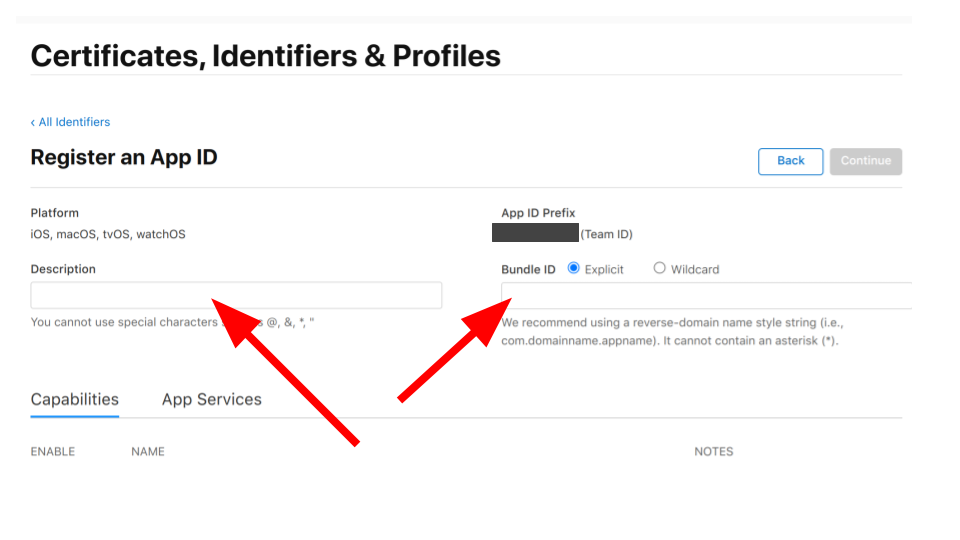 Certificates, Identifiers & Profiles
‹ All Identifiers
Register an App ID
Back
Continue
Platform
iOS, macOS, tvOS, watchOS
App ID Prefix
(Team ID)
Description
Bundle ID Explicit Wildcard
You cannot use special characters @, &, *, "
We recommend using a reverse-domain name style string (i.e.,
com.domainname.appname). It cannot contain an asterisk (*).
Capabilities App Services
ENABLE NAME NOTES